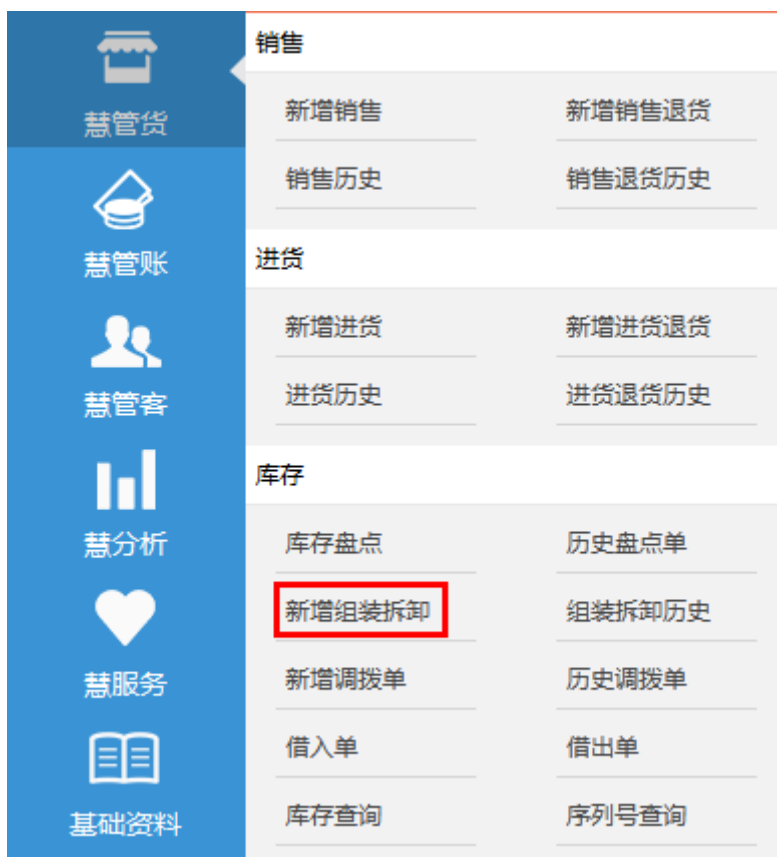 慧管货
慧管账
慧管客
慧分析
慧服务
基础资料
销售
新增销售 新增销售退货
销售历史 销售退货历史
进货
新增进货 新增进货退货
进货历史 进货退货历史
库存
库存盘点 历史盘点单
新增组装拆卸 组装拆卸历史
新增调拨单 历史调拨单
借入单 借出单
库存查询 序列号查询